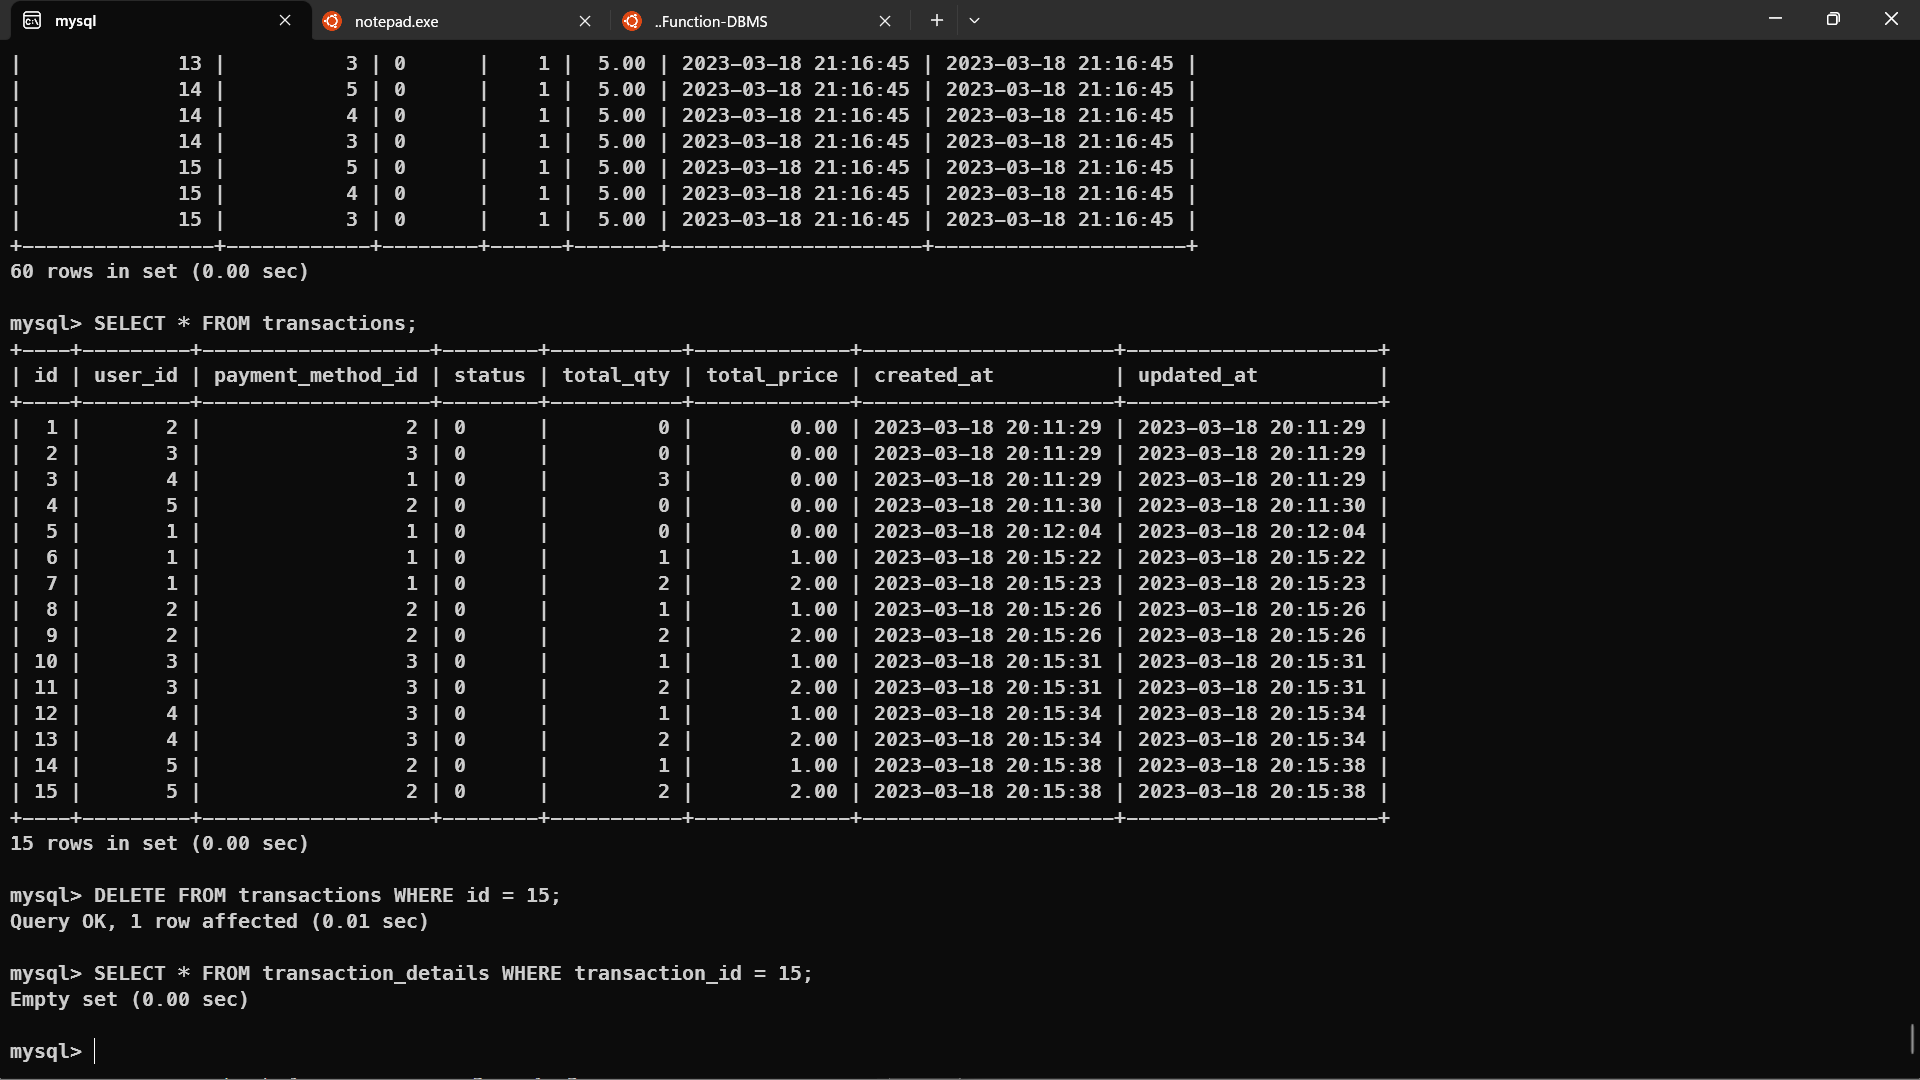 mysql
notepad.exe
..Function-DBMS
| 13 | 3 | 0 | 1 | 5.00 | 2023-03-18 21:16:45 | 2023-03-18 21:16:45 |
| 14 | 5 | 0 | 1 | 5.00 | 2023-03-18 21:16:45 | 2023-03-18 21:16:45 |
| 14 | 4 | 0 | 1 | 5.00 | 2023-03-18 21:16:45 | 2023-03-18 21:16:45 |
| 14 | 3 | 0 | 1 | 5.00 | 2023-03-18 21:16:45 | 2023-03-18 21:16:45 |
| 15 | 5 | 0 | 1 | 5.00 | 2023-03-18 21:16:45 | 2023-03-18 21:16:45 |
| 15 | 4 | 0 | 1 | 5.00 | 2023-03-18 21:16:45 | 2023-03-18 21:16:45 |
| 15 | 3 | 0 | 1 | 5.00 | 2023-03-18 21:16:45 | 2023-03-18 21:16:45 |
+----------------+------------+--------+------+-------+---------------------+---------------------+
60 rows in set (0.00 sec)
mysql> SELECT * FROM transactions;
+----+---------+-------------------+--------+-----------+-------------+---------------------+---------------------+
| id | user_id | payment_method_id | status | total_qty | total_price | created_at | updated_at |
+----+---------+-------------------+--------+-----------+-------------+---------------------+---------------------+
| 1 | 2 | 2 | 0 | 0 | 0.00 | 2023-03-18 20:11:29 | 2023-03-18 20:11:29 |
| 2 | 3 | 3 | 0 | 0 | 0.00 | 2023-03-18 20:11:29 | 2023-03-18 20:11:29 |
| 3 | 4 | 1 | 0 | 3 | 0.00 | 2023-03-18 20:11:29 | 2023-03-18 20:11:29 |
| 4 | 5 | 2 | 0 | 0 | 0.00 | 2023-03-18 20:11:30 | 2023-03-18 20:11:30 |
| 5 | 1 | 1 | 0 | 0 | 0.00 | 2023-03-18 20:12:04 | 2023-03-18 20:12:04 |
| 6 | 1 | 1 | 0 | 1 | 1.00 | 2023-03-18 20:15:22 | 2023-03-18 20:15:22 |
| 7 | 1 | 1 | 0 | 2 | 2.00 | 2023-03-18 20:15:23 | 2023-03-18 20:15:23 |
| 8 | 2 | 2 | 0 | 1 | 1.00 | 2023-03-18 20:15:26 | 2023-03-18 20:15:26 |
| 9 | 2 | 2 | 0 | 2 | 2.00 | 2023-03-18 20:15:26 | 2023-03-18 20:15:26 |
| 10 | 3 | 3 | 0 | 1 | 1.00 | 2023-03-18 20:15:31 | 2023-03-18 20:15:31 |
| 11 | 3 | 3 | 0 | 2 | 2.00 | 2023-03-18 20:15:31 | 2023-03-18 20:15:31 |
| 12 | 4 | 3 | 0 | 1 | 1.00 | 2023-03-18 20:15:34 | 2023-03-18 20:15:34 |
| 13 | 4 | 3 | 0 | 2 | 2.00 | 2023-03-18 20:15:34 | 2023-03-18 20:15:34 |
| 14 | 5 | 2 | 0 | 1 | 1.00 | 2023-03-18 20:15:38 | 2023-03-18 20:15:38 |
| 15 | 5 | 2 | 0 | 2 | 2.00 | 2023-03-18 20:15:38 | 2023-03-18 20:15:38 |
+----+---------+-------------------+--------+-----------+-------------+---------------------+---------------------+
15 rows in set (0.00 sec)
mysql> DELETE FROM transactions WHERE id = 15;
Query OK, 1 row affected (0.01 sec)
mysql> SELECT * FROM transaction_details WHERE transaction_id = 15;
Empty set (0.00 sec)
mysql>